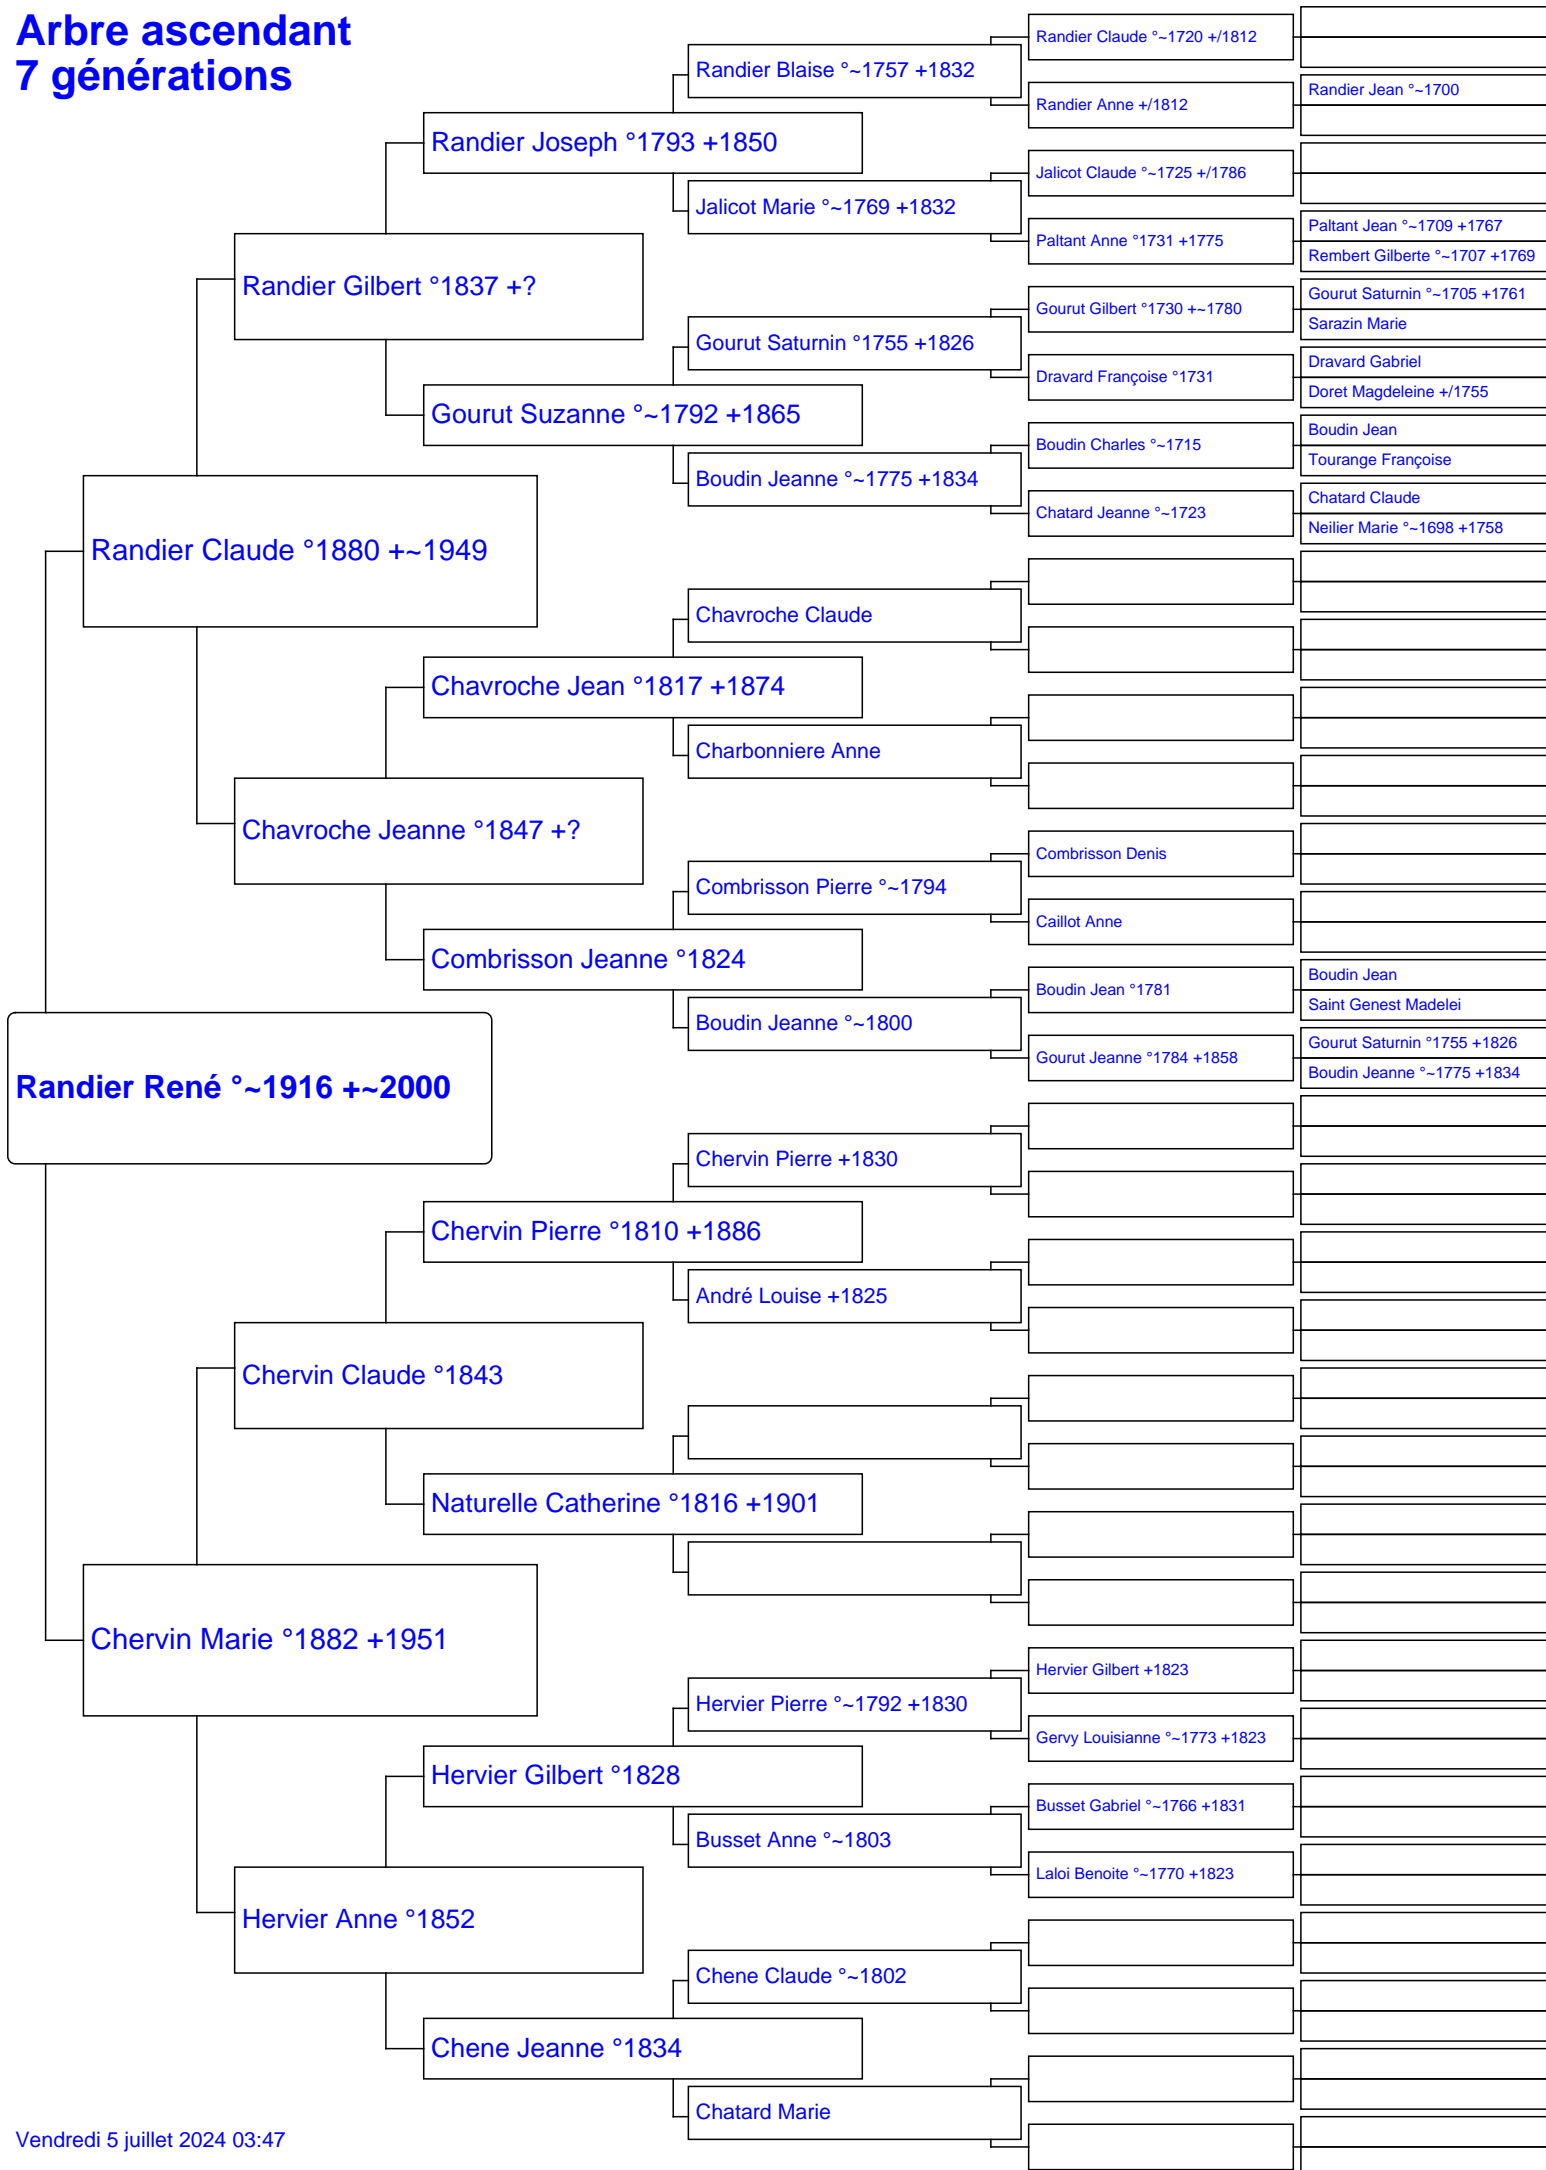 Arbre ascendant
7 générations
Randier René °~1916 +~2000
Randier Claude °1880 +~1949
Chervin Marie °1882 +1951
Randier Gilbert °1837 +?
Chavroche Jeanne °1847 +?
Chervin Claude °1843
Hervier Anne °1852
Randier Joseph °1793 +1850
Gourut Suzanne °~1792 +1865
Chavroche Jean °1817 +1874
Combrisson Jeanne °1824
Chervin Pierre °1810 +1886
Naturelle Catherine °1816 +1901
Hervier Gilbert °1828
Chene Jeanne °1834
Randier Blaise °~1757 +1832
Jalicot Marie °~1769 +1832
Gourut Saturnin °1755 +1826
Boudin Jeanne °~1775 +1834
Chavroche Claude
Charbonniere Anne
Combrisson Pierre °~1794
Boudin Jeanne °~1800
Chervin Pierre +1830
André Louise +1825
Hervier Pierre °~1792 +1830
Busset Anne °~1803
Chene Claude °~1802
Chatard Marie
Randier Claude °~1720 +/1812
Randier Anne +/1812
Jalicot Claude °~1725 +/1786
Paltant Anne °1731 +1775
Gourut Gilbert °1730 +~1780
Dravard Françoise °1731
Boudin Charles °~1715
Chatard Jeanne °~1723
Combrisson Denis
Caillot Anne
Boudin Jean °1781
Gourut Jeanne °1784 +1858
Hervier Gilbert +1823
Gervy Louisianne °~1773 +1823
Busset Gabriel °~1766 +1831
Laloi Benoite °~1770 +1823
Randier Jean °~1700
Paltant Jean °~1709 +1767
Rembert Gilberte °~1707 +1769
Gourut Saturnin °~1705 +1761
Sarazin Marie
Dravard Gabriel
Doret Magdeleine +/1755
Boudin Jean
Tourange Françoise
Chatard Claude
Neilier Marie °~1698 +1758
Boudin Jean
Saint Genest Madelei
Gourut Saturnin °1755 +1826
Boudin Jeanne °~1775 +1834
Vendredi 5 juillet 2024 03:47